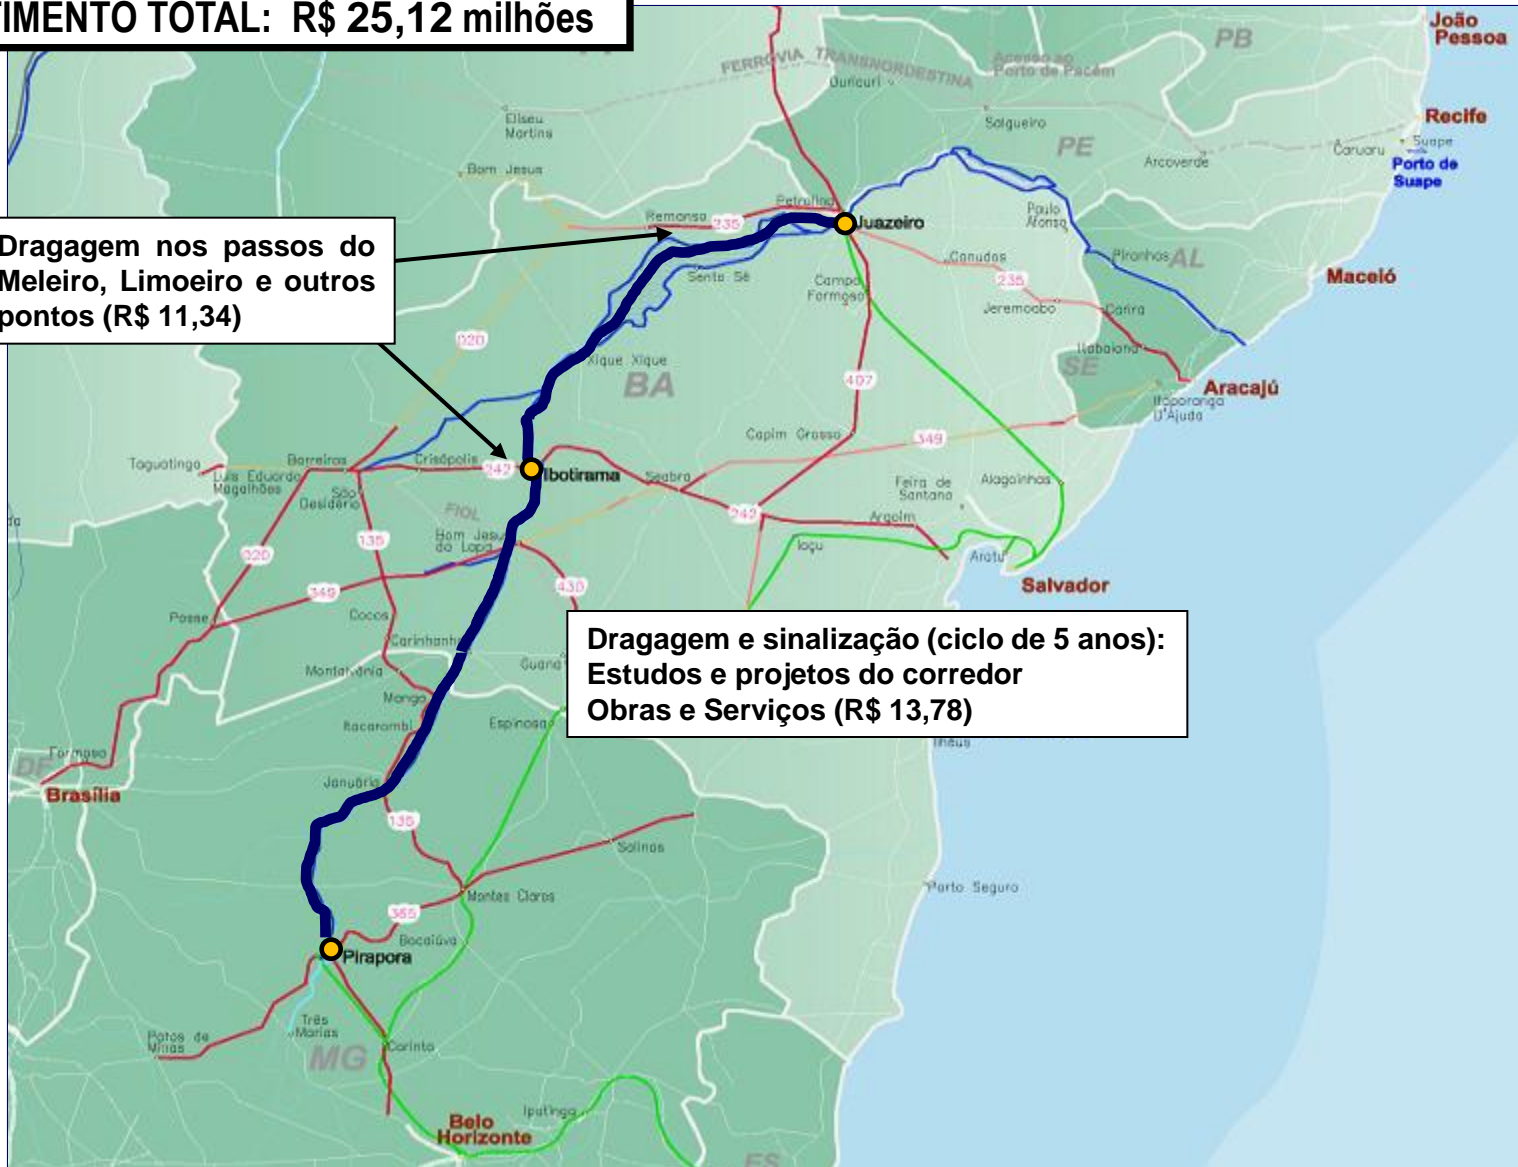 TIMENTO TOTAL: R$ 25,12 milhões
João
Pessoa
PB
FERROVIA TRANSNORDESTINA
Acesso ao
Porto de Pacém
Ouricuri
Eliseu
Martins
Salgueiro
Recife
Suape
PE
Caruaru
Arcoverde
Porto de
Suape
Bom Jesus
Petrolina
Remanso
235
Juazeiro
Paulo
Afonso
Dragagem nos passos do
Meleiro, Limoeiro e outros
pontos (R$ 11,34)
Canudos
Piranhas
AL
Sento Sé
Maceió
Campo
Formoso
235
Jeremoabo
Carira
020
Itabaiana
Xique Xique
BA
SE
407
Aracajú
Itaporanga
D'Ajuda
Capim Grosso
349
Taguatinga
Barreiras
Crisópolis
242
Ibotirama
Seabra
Luis Eduardo
Magalhães
São
Desidério
Feira de
Santana
Alagoinhas
FIOL
242
Argoim
Bom Jesus
da Lapa
135
020
Iaçu
Aratu
Salvador
430
349
Posse
Cocos
Carinhanha
Dragagem e sinalização (ciclo de 5 anos):
Estudos e projetos do corredor
Obras e Serviços (R$ 13,78)
Guana
Montalvânia
Manga
Itacarambi
Espinosa
Ilhéus
Formosa
DF
Brasília
Januária
135
Salinas
Montes Claros
Porto Seguro
365
Bocaiúva
Pirapora
Três
Marias
Patos de
Minas
MG
Corinto
Ipatinga
Belo
Horizonte
ES